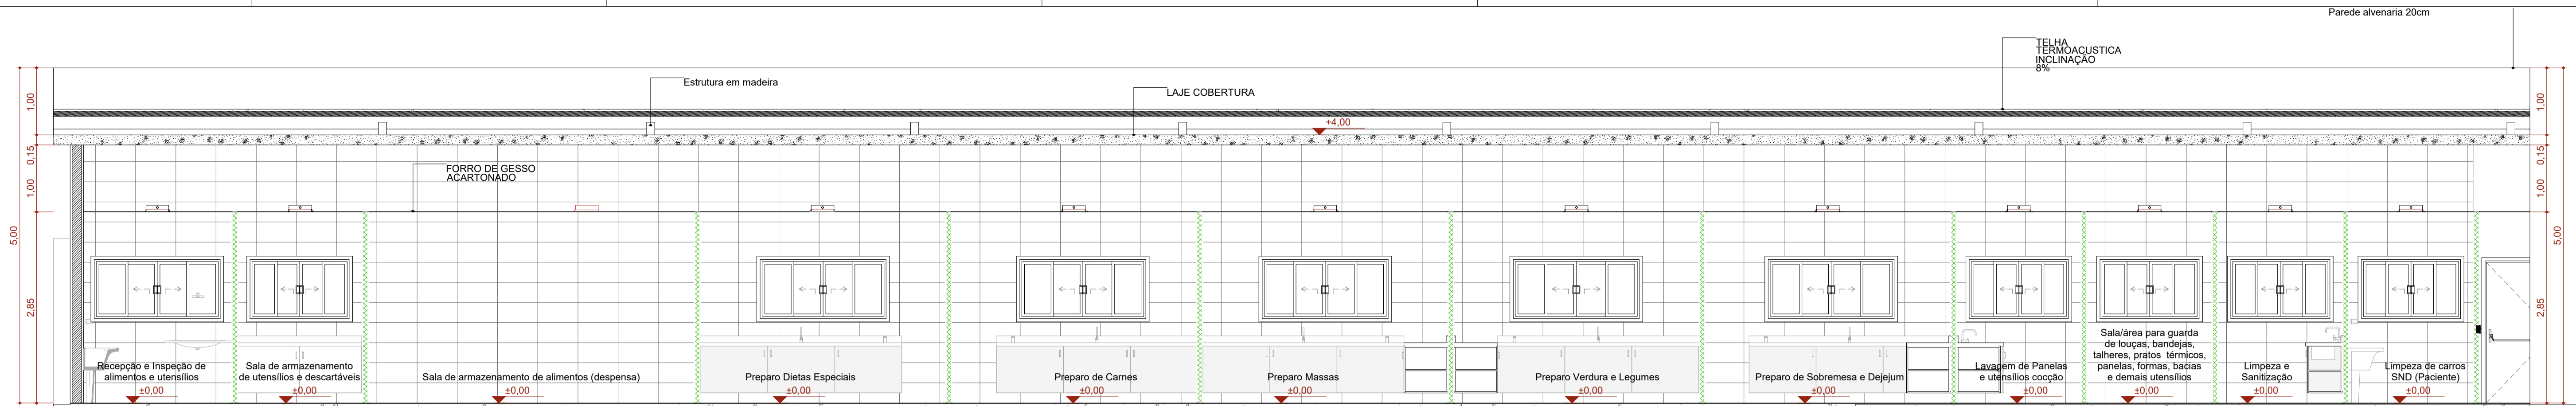 Parede alvenaria 20cm
TELHA
TERMOACUSTICA
INCLINAÇÃO
8%
Estrutura em madeira
LAJE COBERTURA
+4,00
FORRO DE GESSO
ACARTONADO
5,00
1,00
0,15
1,00
2,85
1,00
0,15
1,00
2,85
5,00
Recepção e Inspeção de
alimentos e utensílios
±0,00
Sala de armazenamento
de utensílios e descartáveis
±0,00
Sala de armazenamento de alimentos (despensa)
±0,00
Preparo Dietas Especiais
±0,00
Preparo de Carnes
±0,00
Preparo Massas
±0,00
Preparo Verdura e Legumes
±0,00
Preparo de Sobremesa e Dejejum
±0,00
Lavagem de Panelas
e utensílios cocção
±0,00
Sala/área para guarda
de louças, bandejas,
talheres, pratos térmicos,
panelas, formas, bacias
e demais utensílios
±0,00
Limpeza e
Sanitização
±0,00
Limpeza de carros
SND (Paciente)
±0,00